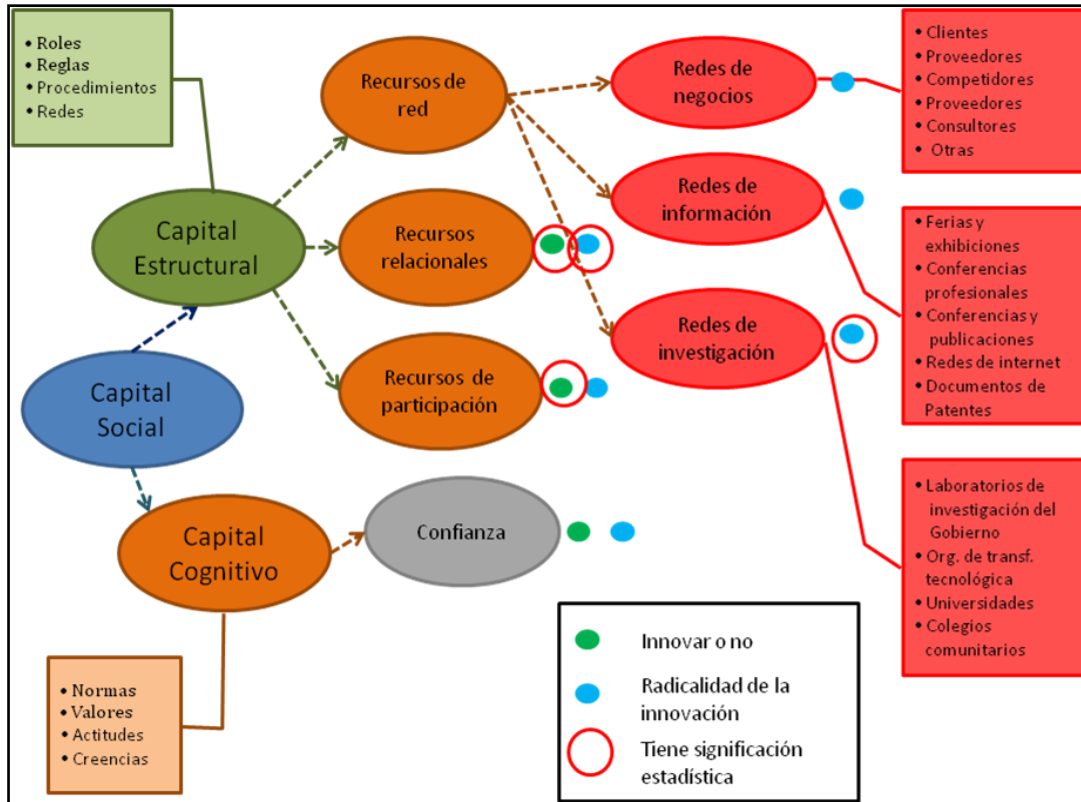 • Roles
• Reglas
• Procedimientos
• Redes
Recursos de
red
Redes de
negocios
• Clientes
• Proveedores
• Competidores
• Proveedores
• Consultores
• Otras
Capital
Estructural
Recursos
relacionales
Redes de
información
• Ferias y
exhibiciones
• Conferencias
profesionales
• Conferencias y
publicaciones
• Redes de internet
• Documentos de
Patentes
Redes de
investigación
Recursos de
participación
Capital
Social
Capital
Cognitivo
Confianza
• Laboratorios de
investigación del
Gobierno
• Org. de transf.
tecnológica
• Universidades
• Colegios
comunitarios
• Normas
• Valores
• Actitudes
• Creencias
Innovar o no
Radicalidad de la
innovación
Tiene significación
estadística